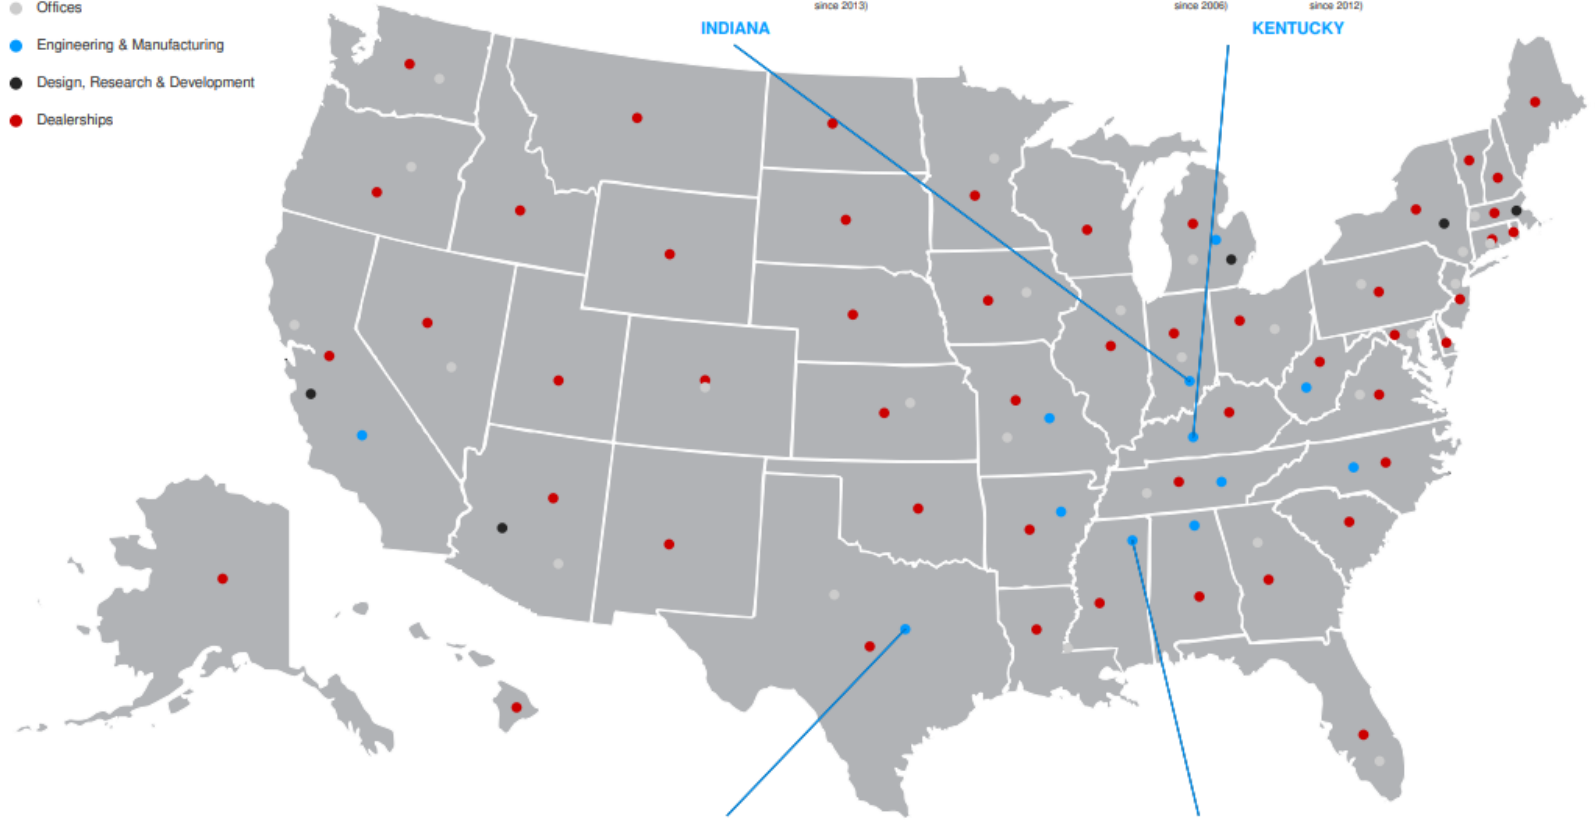 Offices
since 2013)
since 2006)
since 2012)
INDIANA
KENTUCKY
Engineering & Manufacturing
Design, Research & Development
Dealerships